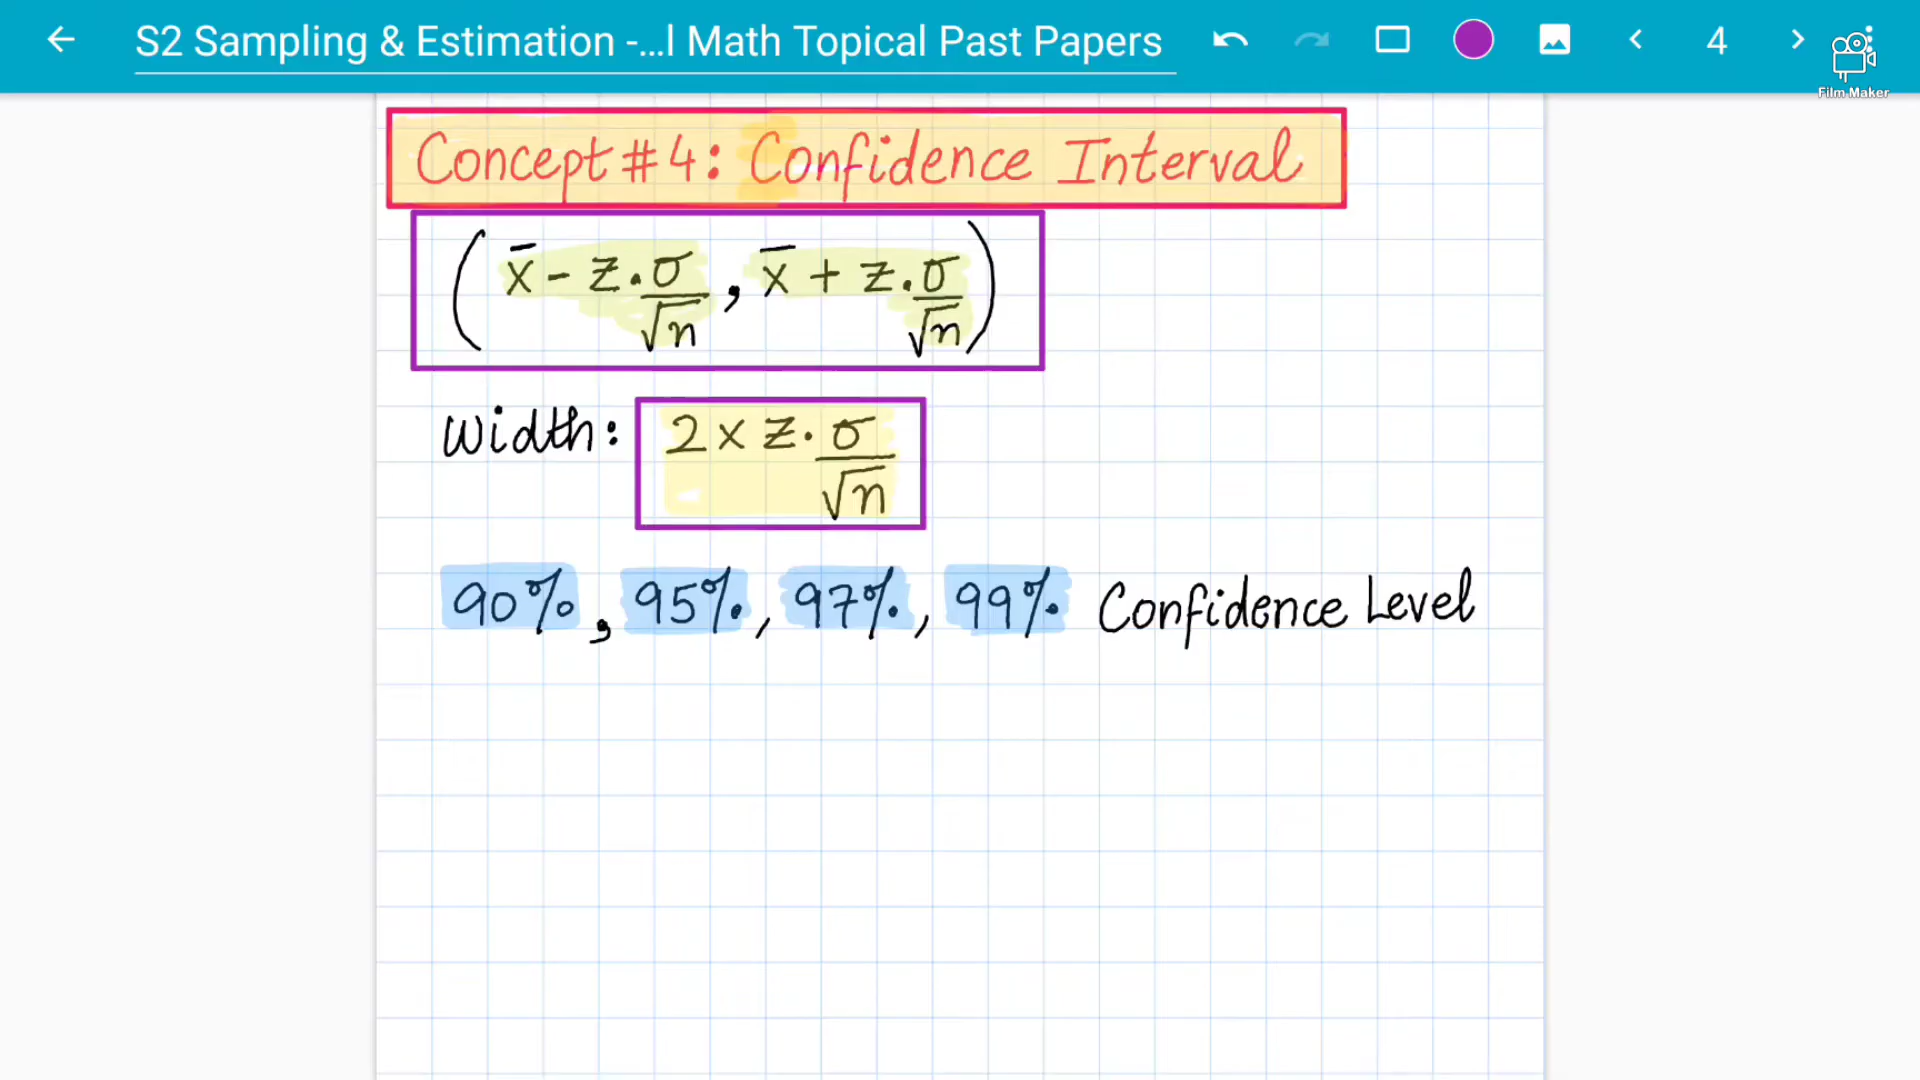 S2 Sampling & Estimation -...l Math Topical Past Papers
4
Film Maker
Concept #4: Confidence Interval
(x̄ - z.σ/√n, x̄ + z.σ/√n)
Width: 2 x z.σ/√n
90%, 95%, 97%, 99% Confidence Level